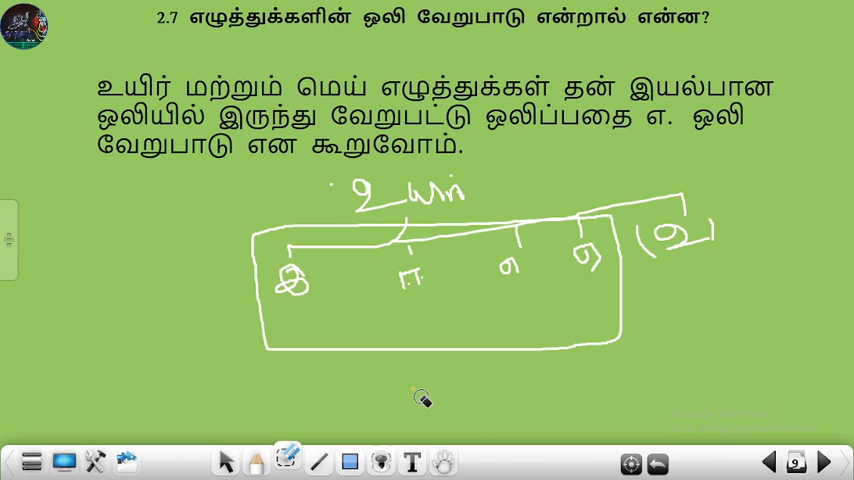 2.7 எழுத்துக்களின் ஒலி வேறுபாடு என்றால் என்ன?
உயிர் மற்றும் மெய் எழுத்துக்கள் தன் இயல்பான
ஒலியில் இருந்து வேறுபட்டு ஒலிப்பதை எ. ஒலி
வேறுபாடு என கூறுவோம்.
உயிர்
இ ஈ எ ஏ (உ)
9